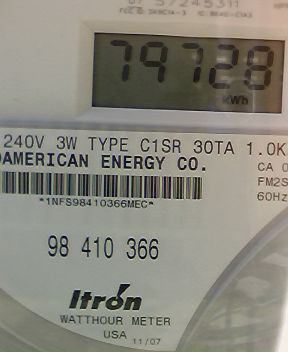 79728
kWh
240V 3W TYPE C1SR 30TA 1.0K
AMERICAN ENERGY CO.
CA 0
FM2S
60Hz
*1NFS98410366MEC*
98 410 366
Itron
WATTHOUR METER
USA 11/07